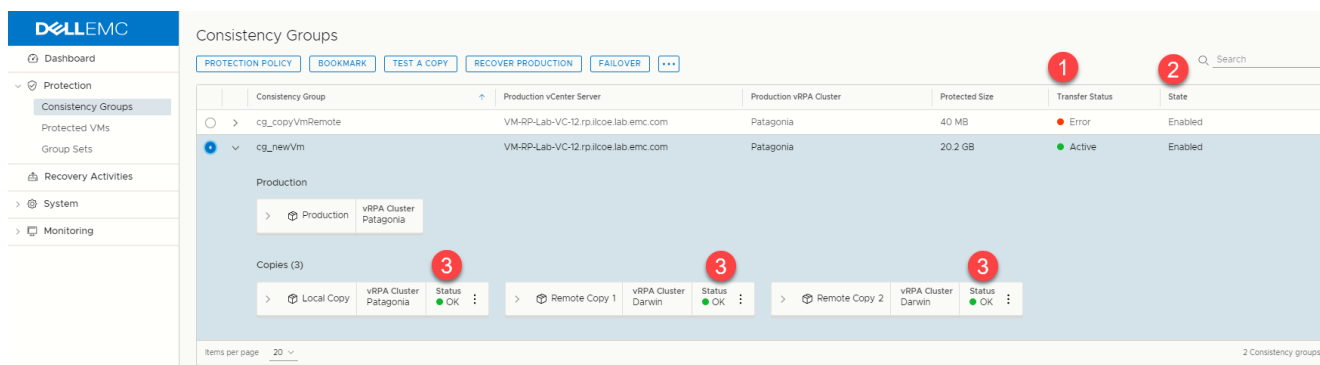 DELLEMC
Dashboard
Protection
Consistency Groups
Protected VMs
Group Sets
Recovery Activities
System
Monitoring
Consistency Groups
PROTECTION POLICY BOOKMARK TEST A COPY RECOVER PRODUCTION FAILOVER ...
Search
1 2
Consistency Group Production vCenter Server Production vRPA Cluster Protected Size Transfer Status State
cg_copyVmRemote VM-RP-Lab-VC-12.rp.ilcoe.lab.emc.com Patagonia 40 MB Error Enabled
cg_newVm VM-RP-Lab-VC-12.rp.ilcoe.lab.emc.com Patagonia 20.2 GB Active Enabled
Production
Production vRPA Cluster
Patagonia
Copies (3)
3 3 3
Local Copy vRPA Cluster Status Remote Copy 1 vRPA Cluster Status Remote Copy 2 vRPA Cluster Status
Patagonia OK Darwin OK Darwin OK
Items per page 20
2 Consistency groups